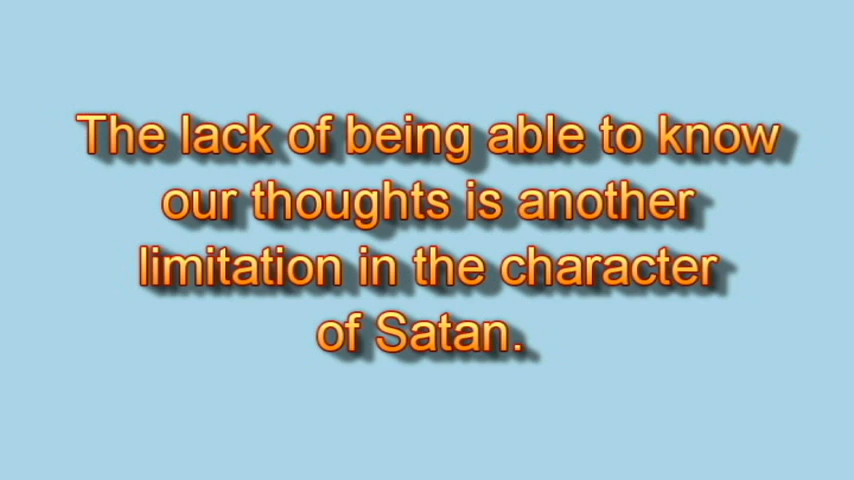 The lack of being able to know
our thoughts is another
limitation in the character
of Satan.